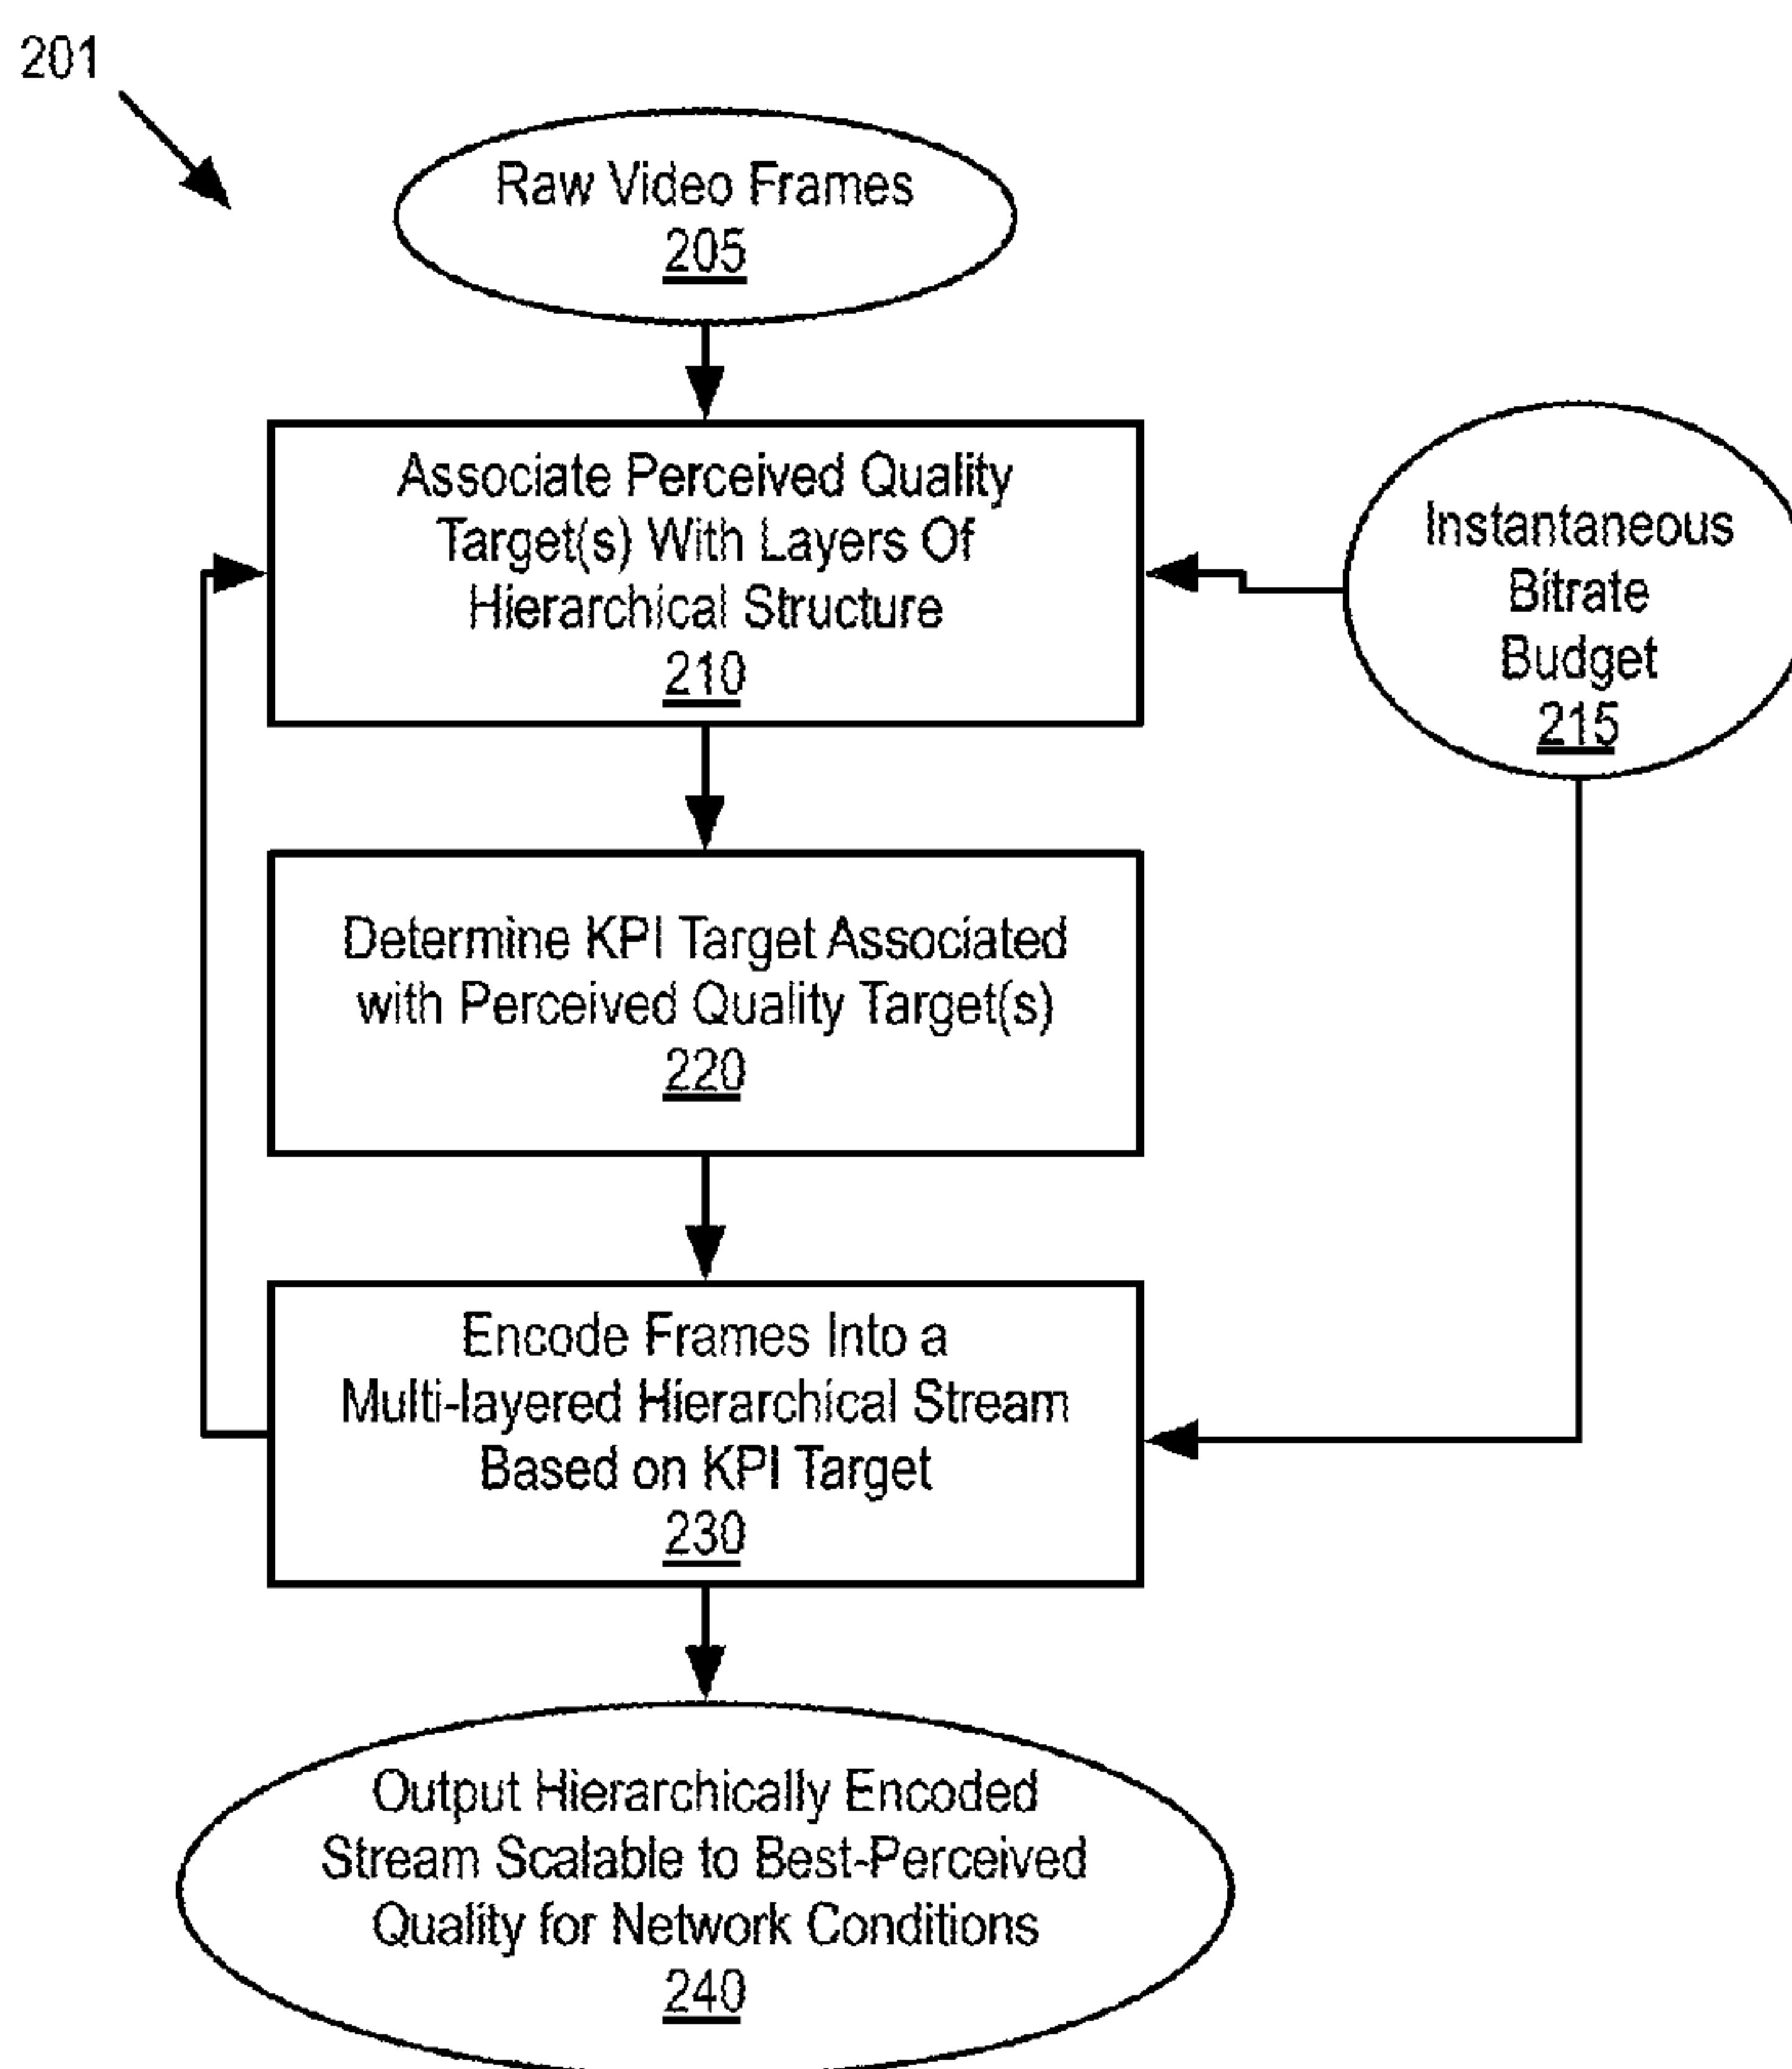 201
Raw Video Frames
205
Associate Perceived Quality
Target(s) With Layers Of
Hierarchical Structure
210
Instantaneous
Bitrate
Budget
215
Determine KPI Target Associated
with Perceived Quality Target(s)
220
Encode Frames Into a
Multi-layered Hierarchical Stream
Based on KPI Target
230
Output Hierarchically Encoded
Stream Scalable to Best-Perceived
Quality for Network Conditions
240